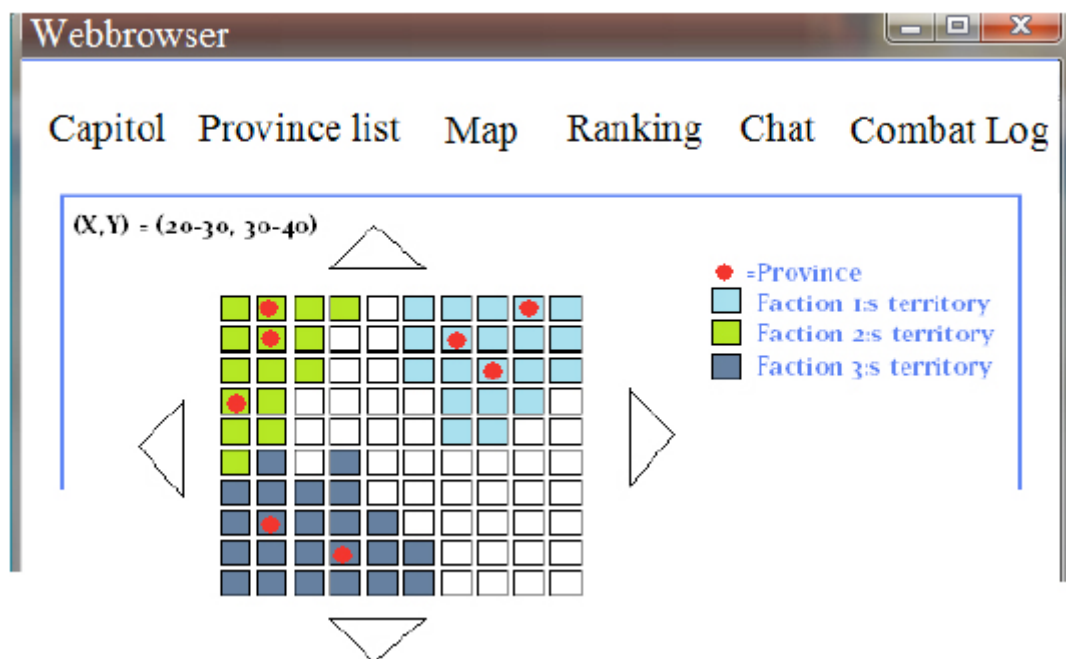 Webbrowser
Capitol Province list Map Ranking Chat Combat Log
(X,Y) = (20-30, 30-40)
=Province
Faction 1:s territory
Faction 2:s territory
Faction 3:s territory